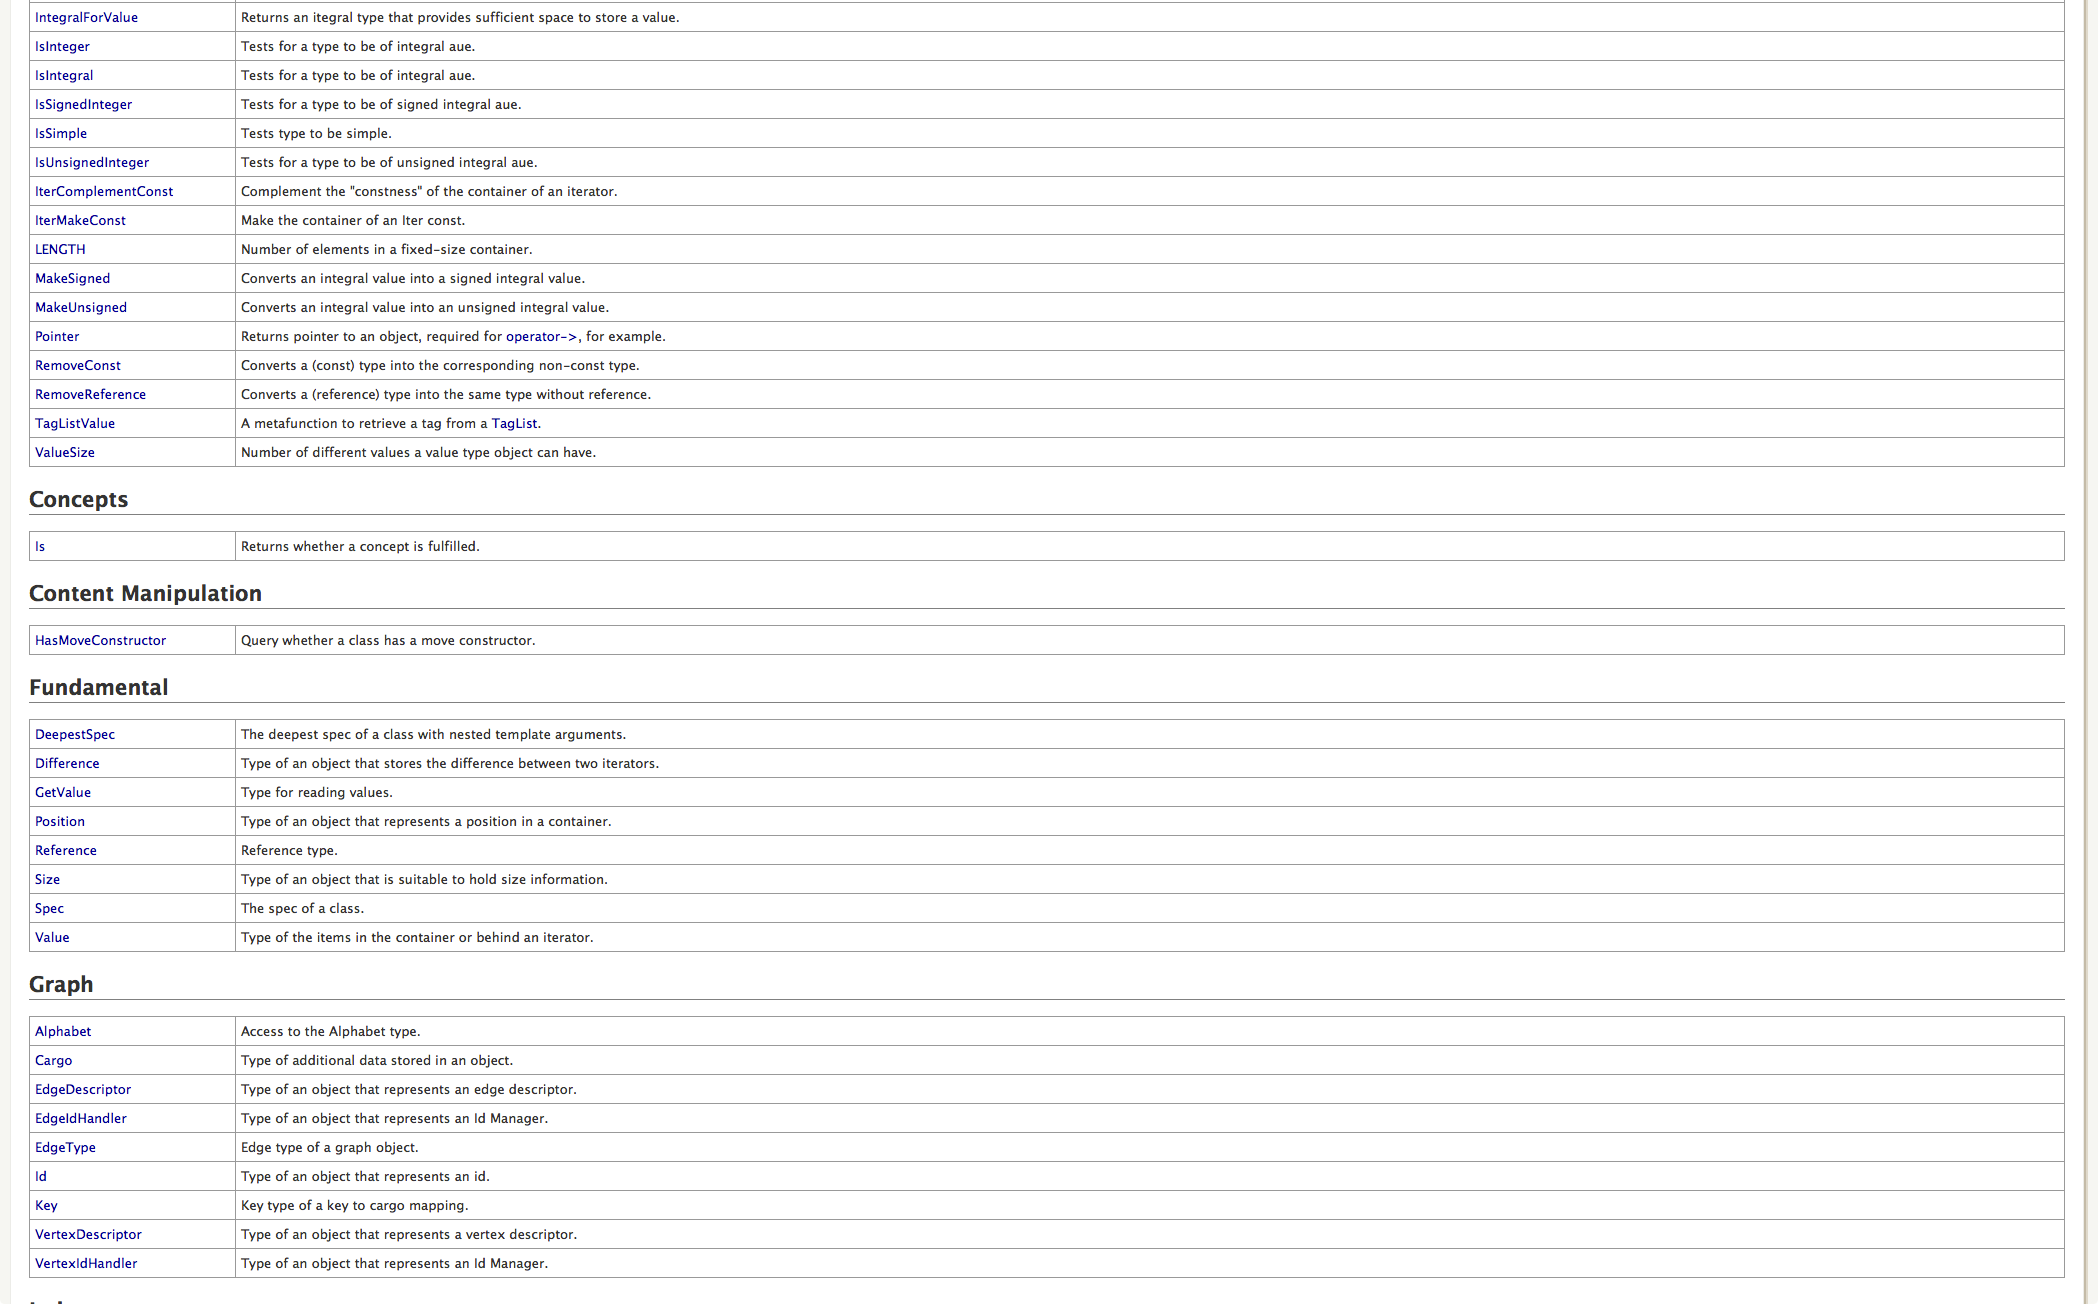 IntegralForValue Returns an itegral type that provides sufficient space to store a value.
IsInteger Tests for a type to be of integral aue.
IsIntegral Tests for a type to be of integral aue.
IsSignedInteger Tests for a type to be of signed integral aue.
IsSimple Tests type to be simple.
IsUnsignedInteger Tests for a type to be of unsigned integral aue.
IterComplementConst Complement the "constness" of the container of an iterator.
IterMakeConst Make the container of an Iter const.
LENGTH Number of elements in a fixed-size container.
MakeSigned Converts an integral value into a signed integral value.
MakeUnsigned Converts an integral value into an unsigned integral value.
Pointer Returns pointer to an object, required for operator->, for example.
RemoveConst Converts a (const) type into the corresponding non-const type.
RemoveReference Converts a (reference) type into the same type without reference.
TagListValue A metafunction to retrieve a tag from a TagList.
ValueSize Number of different values a value type object can have.
Concepts
Is Returns whether a concept is fulfilled.
Content Manipulation
HasMoveConstructor Query whether a class has a move constructor.
Fundamental
DeepestSpec The deepest spec of a class with nested template arguments.
Difference Type of an object that stores the difference between two iterators.
GetValue Type for reading values.
Position Type of an object that represents a position in a container.
Reference Reference type.
Size Type of an object that is suitable to hold size information.
Spec The spec of a class.
Value Type of the items in the container or behind an iterator.
Graph
Alphabet Access to the Alphabet type.
Cargo Type of additional data stored in an object.
EdgeDescriptor Type of an object that represents an edge descriptor.
EdgeIdHandler Type of an object that represents an Id Manager.
EdgeType Edge type of a graph object.
Id Type of an object that represents an id.
Key Key type of a key to cargo mapping.
VertexDescriptor Type of an object that represents a vertex descriptor.
VertexIdHandler Type of an object that represents an Id Manager.